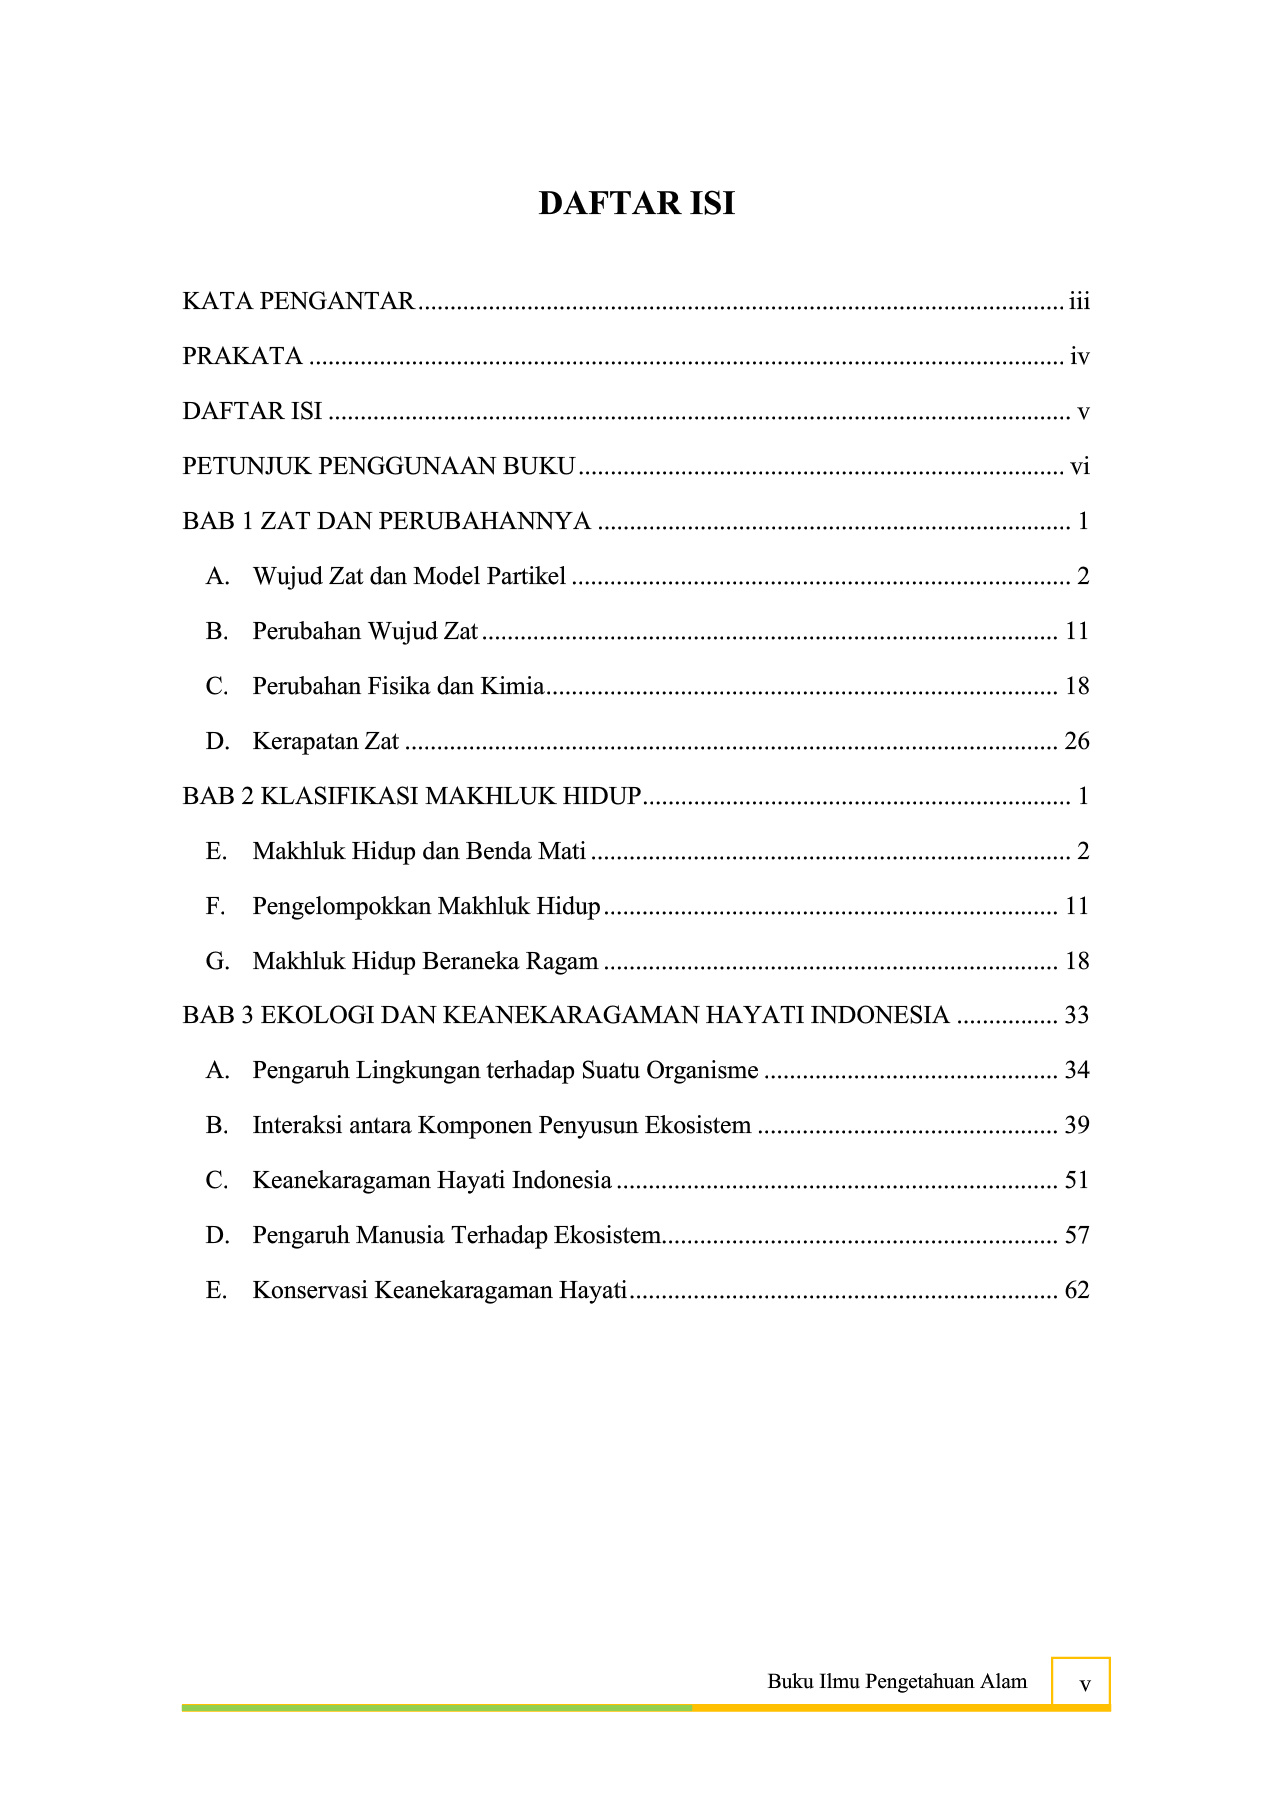 DAFTAR ISI
KATA PENGANTAR.......... iii
PRAKATA .......... iv
DAFTAR ISI .......... v
PETUNJUK PENGGUNAAN BUKU.......... vi
BAB 1 ZAT DAN PERUBAHANNYA .......... 1
A. Wujud Zat dan Model Partikel .......... 2
B. Perubahan Wujud Zat .......... 11
C. Perubahan Fisika dan Kimia.......... 18
D. Kerapatan Zat .......... 26
BAB 2 KLASIFIKASI MAKHLUK HIDUP.......... 1
E. Makhluk Hidup dan Benda Mati .......... 2
F. Pengelompokkan Makhluk Hidup .......... 11
G. Makhluk Hidup Beraneka Ragam .......... 18
BAB 3 EKOLOGI DAN KEANEKARAGAMAN HAYATI INDONESIA .......... 33
A. Pengaruh Lingkungan terhadap Suatu Organisme .......... 34
B. Interaksi antara Komponen Penyusun Ekosistem .......... 39
C. Keanekaragaman Hayati Indonesia .......... 51
D. Pengaruh Manusia Terhadap Ekosistem.......... 57
E. Konservasi Keanekaragaman Hayati.......... 62
Buku Ilmu Pengetahuan Alam v